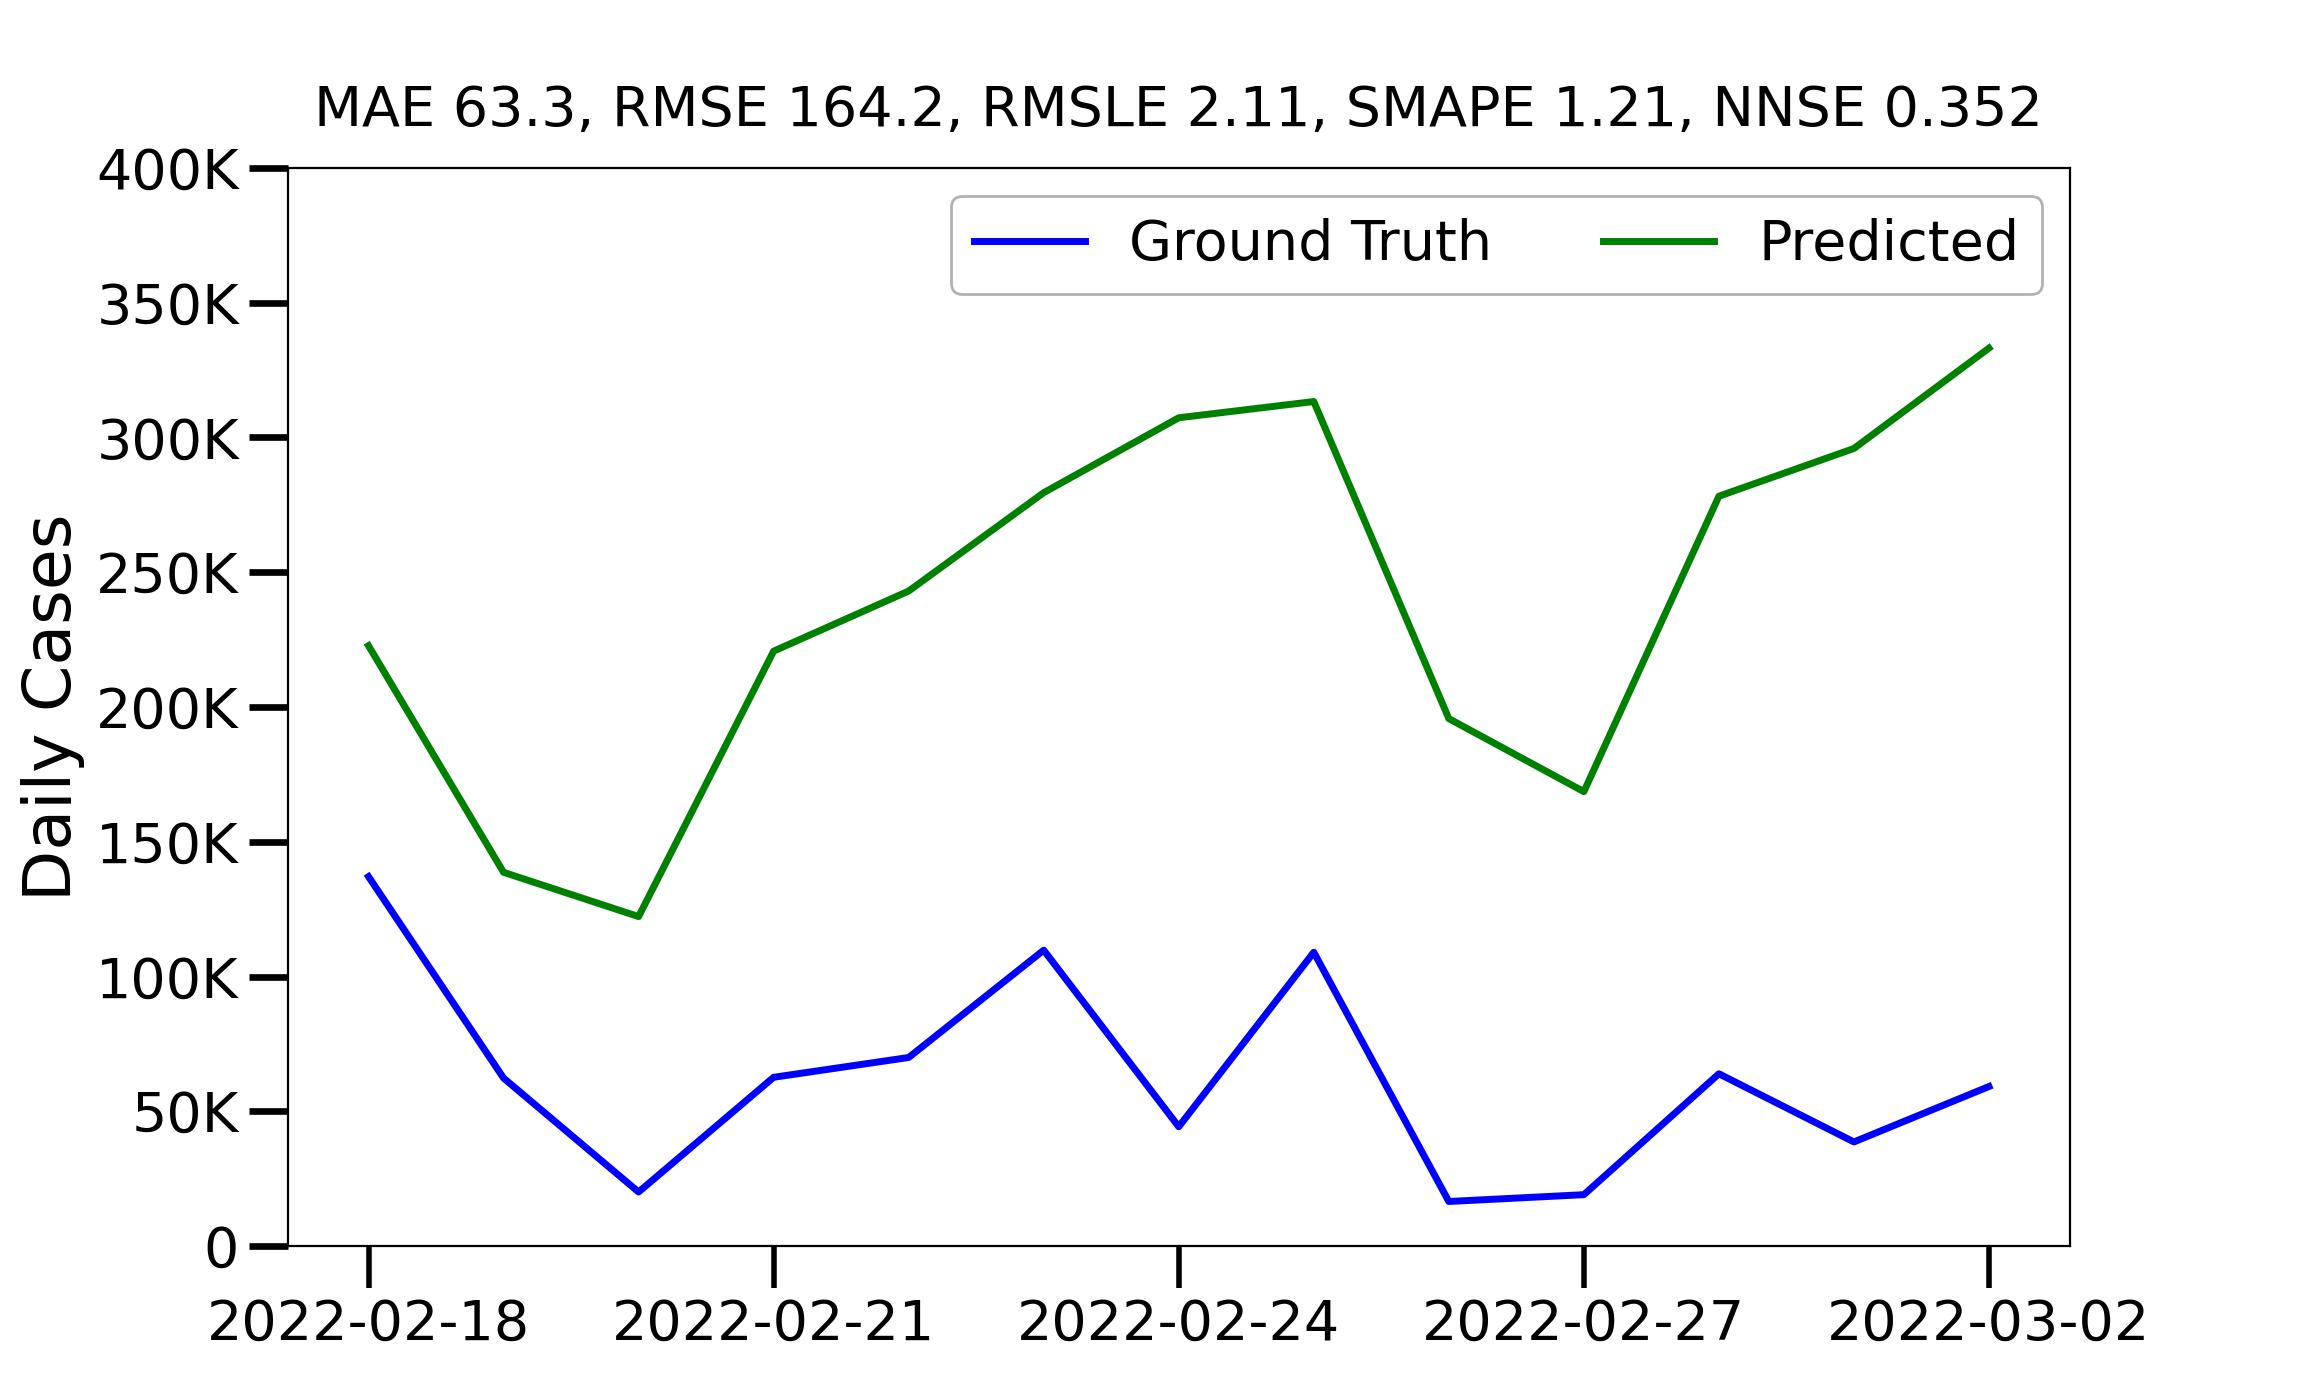 MAE 63.3, RMSE 164.2, RMSLE 2.11, SMAPE 1.21, NNSE 0.352
Ground Truth
Predicted
400K
350K
300K
250K
200K
150K
100K
50K
0
Daily Cases
2022-02-18
2022-02-21
2022-02-24
2022-02-27
2022-03-02